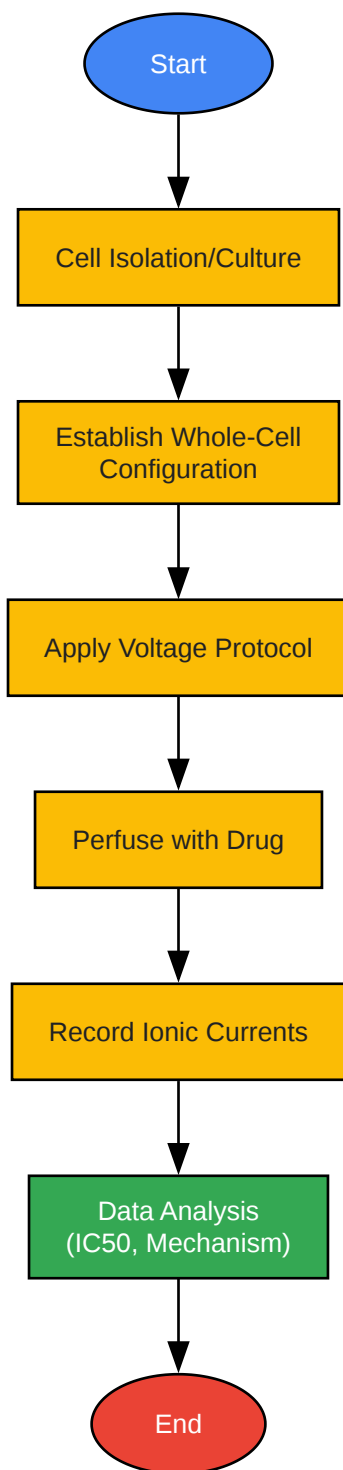 Start
Cell Isolation/Culture
Establish Whole-Cell
Configuration
Apply Voltage Protocol
Perfuse with Drug
Record Ionic Currents
Data Analysis
(IC50, Mechanism)
End